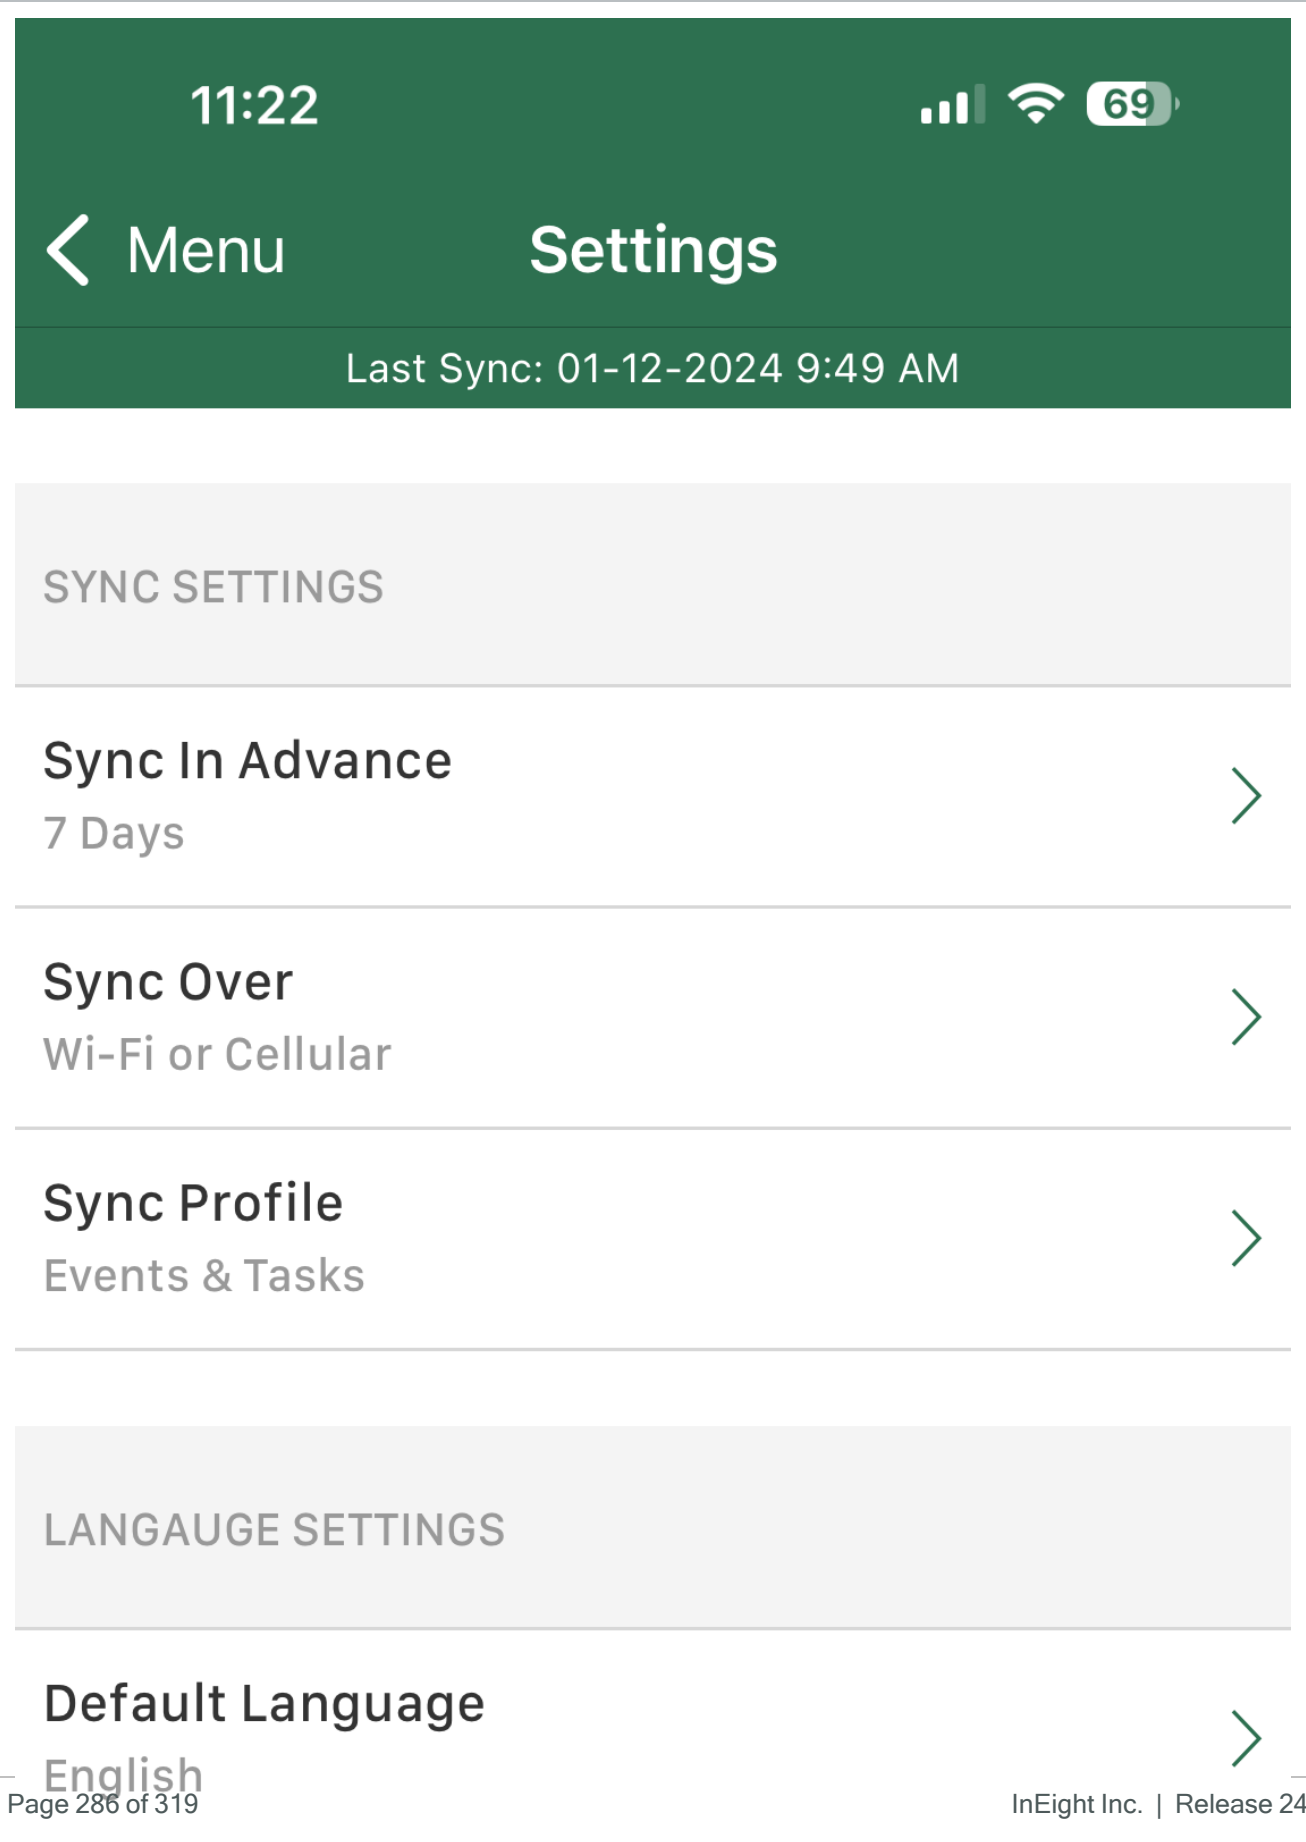 11:22 69
Menu Settings
Last Sync: 01-12-2024 9:49 AM
SYNC SETTINGS
Sync In Advance
7 Days
Sync Over
Wi-Fi or Cellular
Sync Profile
Events & Tasks
LANGAUGE SETTINGS
Default Language
English
Page 286 of 319 InEight Inc. | Release 24